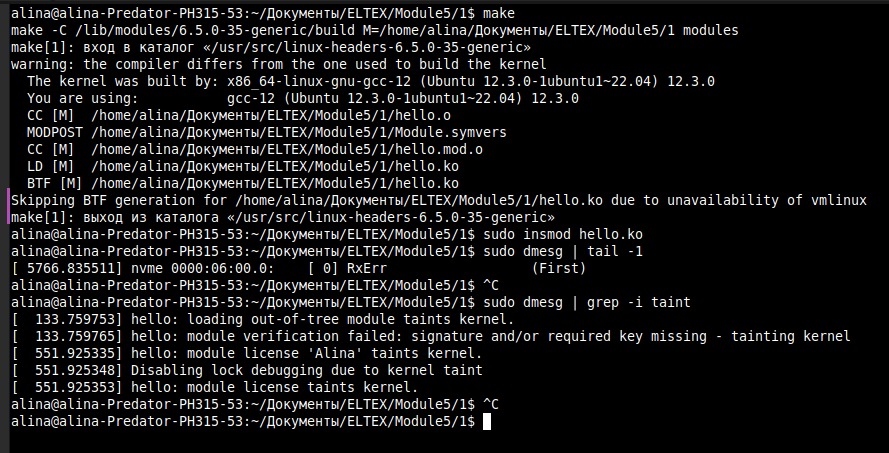 alina@alina-Predator-PH315-53:~/Документы/ELTEX/Module5/1$ make
make -C /lib/modules/6.5.0-35-generic/build M=/home/alina/Документы/ELTEX/Module5/1 modules
make[1]: вход в каталог «/usr/src/linux-headers-6.5.0-35-generic»
warning: the compiler differs from the one used to build the kernel
  The kernel was built by: x86_64-linux-gnu-gcc-12 (Ubuntu 12.3.0-1ubuntu1~22.04) 12.3.0
  You are using:           gcc-12 (Ubuntu 12.3.0-1ubuntu1~22.04) 12.3.0
  CC [M]  /home/alina/Документы/ELTEX/Module5/1/hello.o
  MODPOST /home/alina/Документы/ELTEX/Module5/1/Module.symvers
  CC [M]  /home/alina/Документы/ELTEX/Module5/1/hello.mod.o
  LD [M]  /home/alina/Документы/ELTEX/Module5/1/hello.ko
  BTF [M] /home/alina/Документы/ELTEX/Module5/1/hello.ko
Skipping BTF generation for /home/alina/Документы/ELTEX/Module5/1/hello.ko due to unavailability of vmlinux
make[1]: выход из каталога «/usr/src/linux-headers-6.5.0-35-generic»
alina@alina-Predator-PH315-53:~/Документы/ELTEX/Module5/1$ sudo insmod hello.ko
alina@alina-Predator-PH315-53:~/Документы/ELTEX/Module5/1$ sudo dmesg | tail -1
[ 5766.835511] nvme 0000:06:00.0:    [ 0] RxErr                  (First)
alina@alina-Predator-PH315-53:~/Документы/ELTEX/Module5/1$ ^C
alina@alina-Predator-PH315-53:~/Документы/ELTEX/Module5/1$ sudo dmesg | grep -i taint
[  133.759753] hello: loading out-of-tree module taints kernel.
[  133.759765] hello: module verification failed: signature and/or required key missing - tainting kernel
[  551.925335] hello: module license 'Alina' taints kernel.
[  551.925348] Disabling lock debugging due to kernel taint
[  551.925353] hello: module license taints kernel.
alina@alina-Predator-PH315-53:~/Документы/ELTEX/Module5/1$ ^C
alina@alina-Predator-PH315-53:~/Документы/ELTEX/Module5/1$